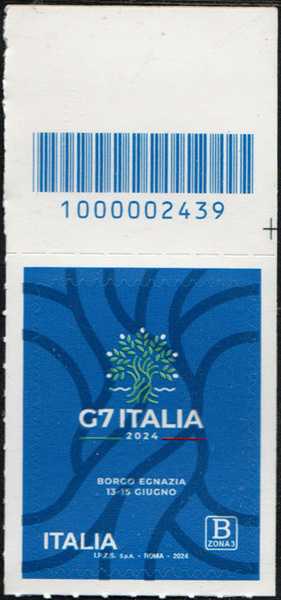 1000002439
G7 ITALIA
2024
BORGO EGNAZIA
13-15 GIUGNO
ITALIA
B
ZONA 3
I.P.Z.S. S.p.A. - ROMA - 2024